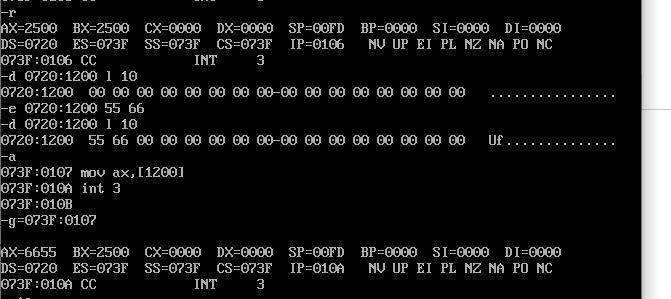 -r
AX=2500 BX=2500 CX=0000 DX=0000 SP=00FD BP=0000 SI=0000 DI=0000
DS=0720 ES=073F SS=073F CS=073F IP=0106 NV UP EI PL NZ NA PO NC
073F:0106 CC INT 3
-d 0720:1200 l 10
0720:1200 00 00 00 00 00 00 00 00-00 00 00 00 00 00 00 00 ................
-e 0720:1200 55 66
-d 0720:1200 l 10
0720:1200 55 66 00 00 00 00 00 00-00 00 00 00 00 00 00 00 Uf..............
-a
073F:0107 mov ax,[1200]
073F:010A int 3
073F:010B
-g=073F:0107
AX=6655 BX=2500 CX=0000 DX=0000 SP=00FD BP=0000 SI=0000 DI=0000
DS=0720 ES=073F SS=073F CS=073F IP=010A NV UP EI PL NZ NA PO NC
073F:010A CC INT 3